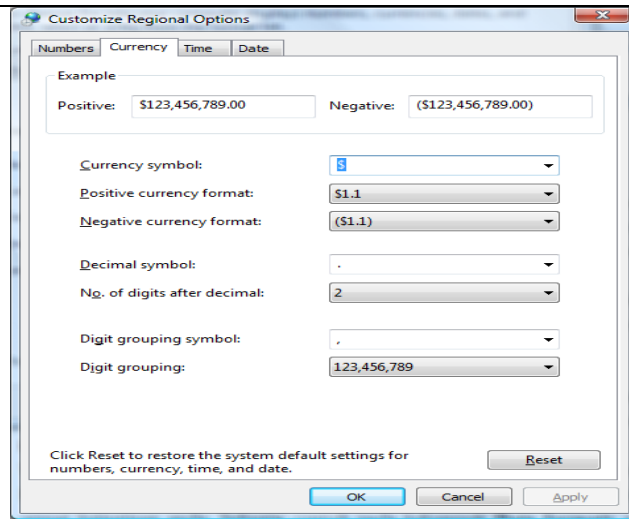 Customize Regional Options
Numbers Currency Time Date
Example
Positive: $123,456,789.00 Negative: ($123,456,789.00)
Currency symbol: $
Positive currency format: $1.1
Negative currency format: ($1.1)
Decimal symbol: .
No. of digits after decimal: 2
Digit grouping symbol: ,
Digit grouping: 123,456,789
Click Reset to restore the system default settings for
numbers, currency, time, and date. Reset
OK Cancel Apply